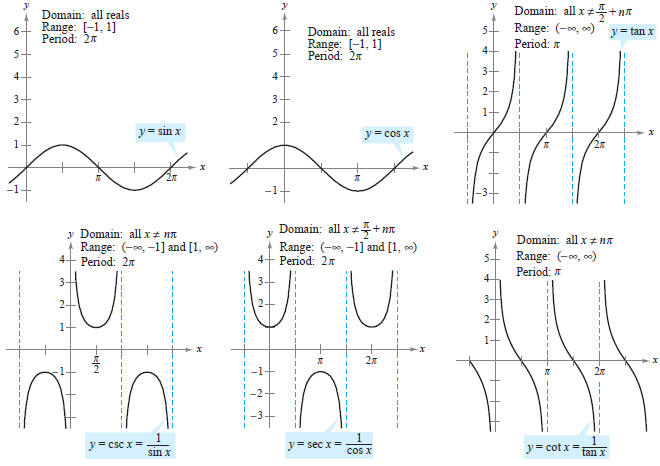 y
Domain: all reals
Range: [−1, 1]
Period: 2π
6
5
4
3
2
1
−1
y = sin x
π
2π
x
y
Domain: all reals
Range: [−1, 1]
Period: 2π
6
5
4
3
2
−1
y = cos x
π
x
y
Domain: all x ≠ π/2 + nπ
Range: (−∞, ∞)
Period: π
5
4
3
2
1
−3
y = tan x
π
2π
x
y
Domain: all x ≠ nπ
Range: (−∞, −1] and [1, ∞)
Period: 2π
4
3
2
1
−1
π/2
x
y = csc x = 1/sin x
y
Domain: all x ≠ π/2 + nπ
Range: (−∞, −1] and [1, ∞)
Period: 2π
4
3
2
−1
−2
−3
π
2π
x
y = sec x = 1/cos x
y
Domain: all x ≠ nπ
Range: (−∞, ∞)
Period: π
5
4
3
2
1
π
2π
x
y = cot x = 1/tan x